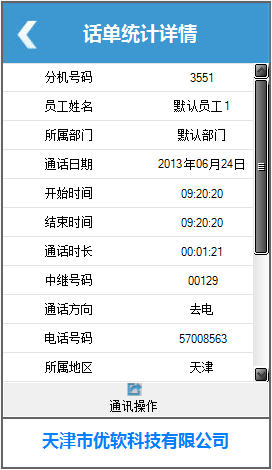 话单统计详情
分机号码 3551
员工姓名 默认员工1
所属部门 默认部门
通话日期 2013年06月24日
开始时间 09:20:20
结束时间 09:20:20
通话时长 00:01:21
中继号码 00129
通话方向 去电
电话号码 57008563
所属地区 天津
通讯操作
天津市优软科技有限公司